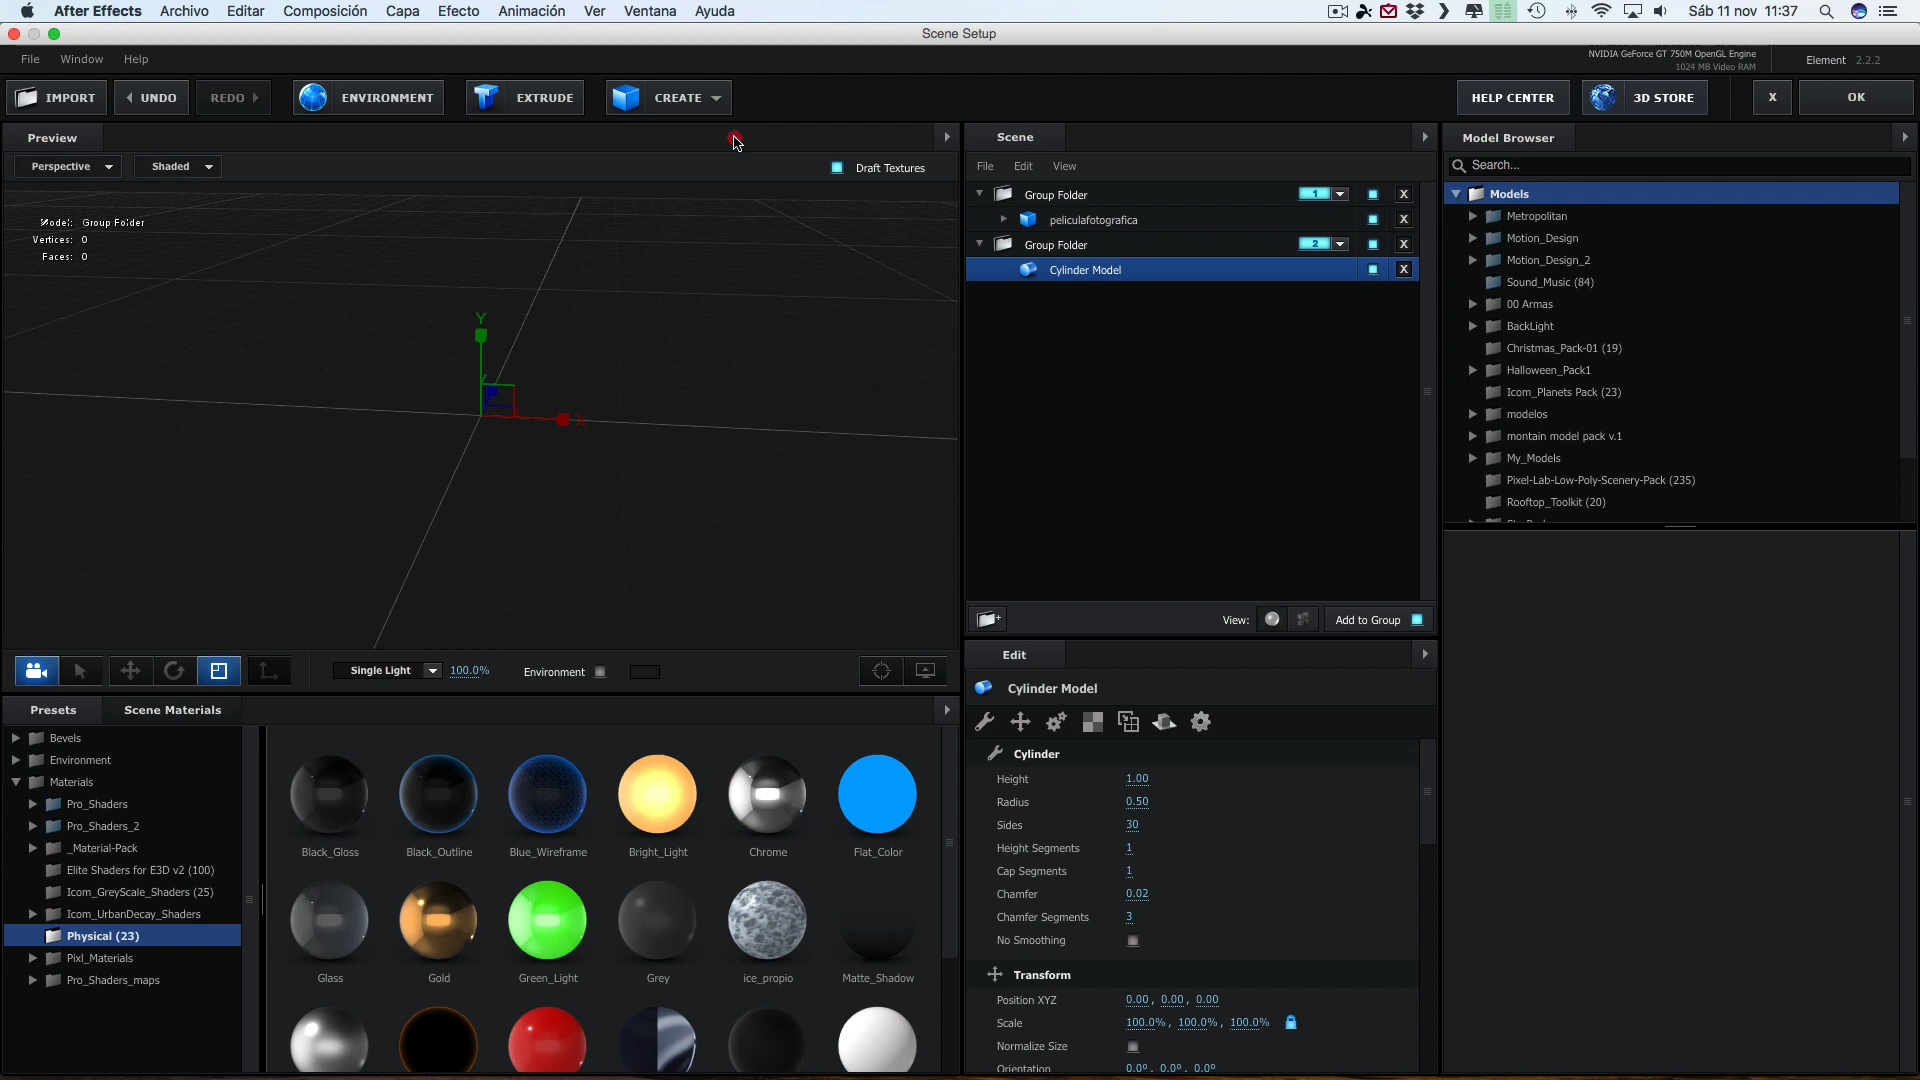 After Effects Archivo Editar Composición Capa Efecto Animación Ver Ventana Ayuda Sáb 11 nov 11:37
Scene Setup
File Window Help
NVIDIA GeForce GT 750M OpenGL Engine
1024 MB Video RAM
Element 2.2.2
IMPORT UNDO REDO ENVIRONMENT EXTRUDE CREATE HELP CENTER 3D STORE X OK
Preview
Perspective Shaded Draft Textures
Model: Group Folder
Vertices: 0
Faces: 0
Y
X
Single Light 100.0% Environment
Presets Scene Materials
Bevels
Environment
Materials
Pro_Shaders
Pro_Shaders_2
_Material-Pack
Elite Shaders for E3D v2 (100)
Icom_GreyScale_Shaders (25)
Icom_UrbanDecay_Shaders
Physical (23)
Pixl_Materials
Pro_Shaders_maps
Black_Gloss Black_Outline Blue_Wireframe Bright_Light Chrome Flat_Color
Glass Gold Green_Light Grey ice_propio Matte_Shadow
Scene
File Edit View
Group Folder 1 X
peliculafotografica X
Group Folder 2 X
Cylinder Model X
View: Add to Group
Edit
Cylinder Model
Cylinder
Height 1.00
Radius 0.50
Sides 30
Height Segments 1
Cap Segments 1
Chamfer 0.02
Chamfer Segments 3
No Smoothing
Transform
Position XYZ 0.00, 0.00, 0.00
Scale 100.0%, 100.0%, 100.0%
Normalize Size
Orientation 0.0°, 0.0°, 0.0°
Model Browser
Search...
Models
Metropolitan
Motion_Design
Motion_Design_2
Sound_Music (84)
00 Armas
BackLight
Christmas_Pack-01 (19)
Halloween_Pack1
Icom_Planets Pack (23)
modelos
montain model pack v.1
My_Models
Pixel-Lab-Low-Poly-Scenery-Pack (235)
Rooftop_Toolkit (20)